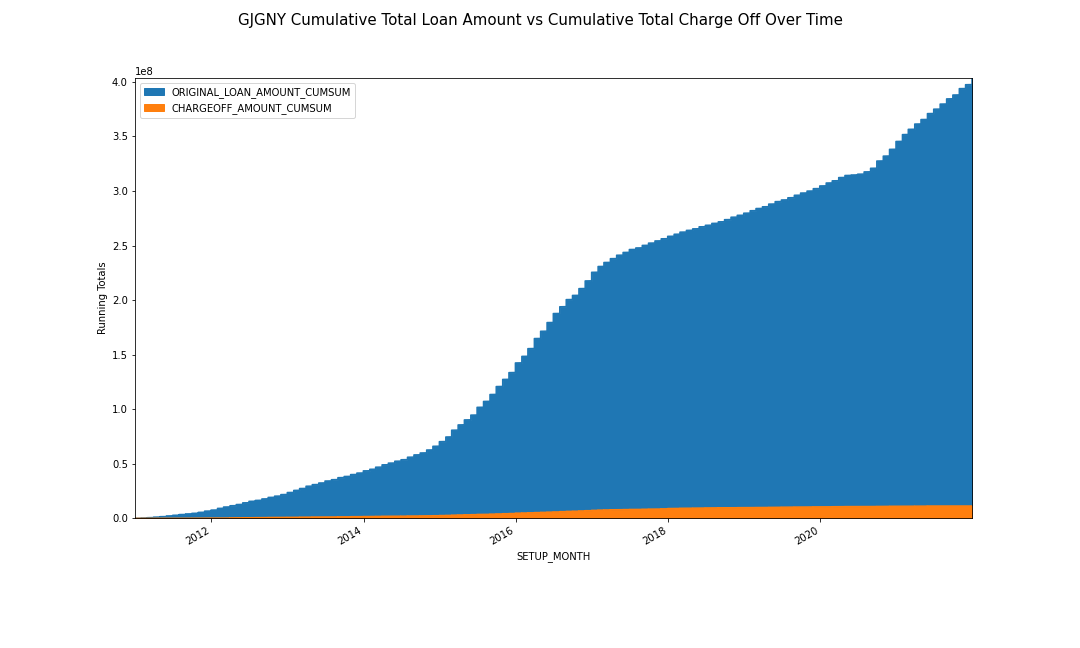 GJGNY Cumulative Total Loan Amount vs Cumulative Total Charge Off Over Time
1e8
ORIGINAL_LOAN_AMOUNT_CUMSUM
CHARGEOFF_AMOUNT_CUMSUM
4.0
3.5
3.0
2.5
2.0
1.5
1.0
0.5
0.0
Running Totals
2012
2014
2016
2018
2020
SETUP_MONTH